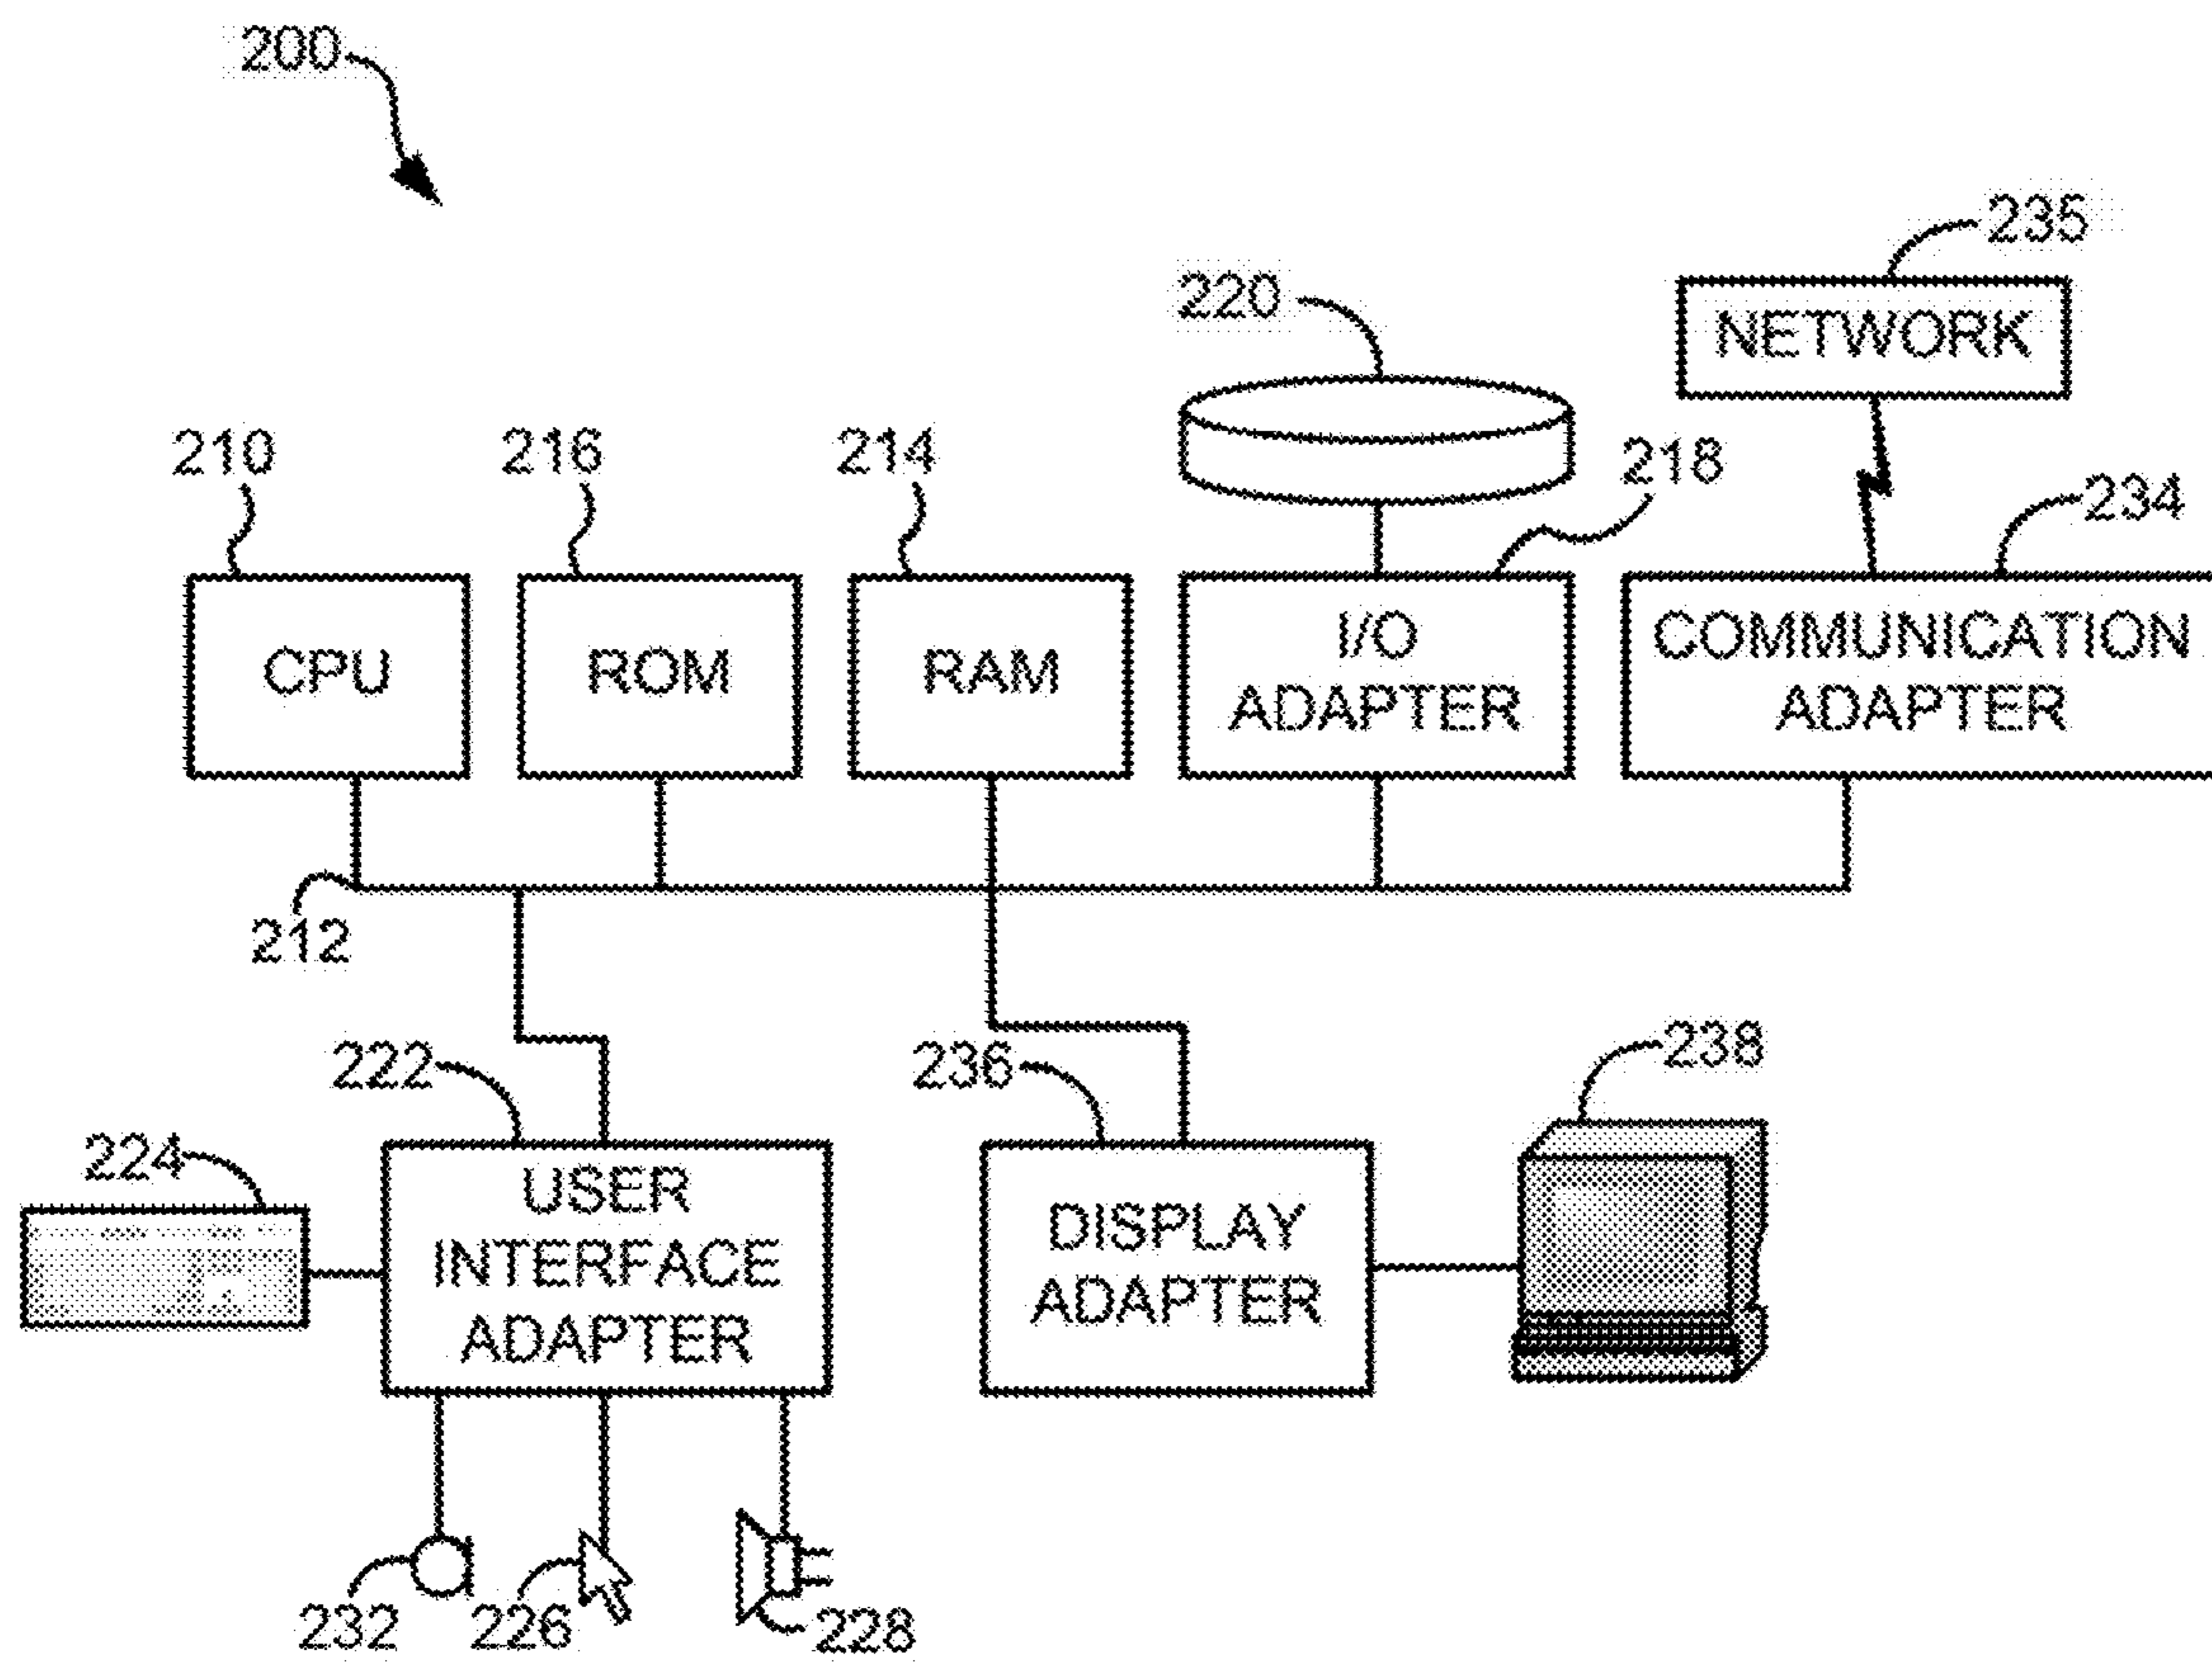 200
235
220
NETWORK
210
216
214
218
234
CPU
ROM
RAM
I/O
ADAPTER
COMMUNICATION
ADAPTER
212
222
236
238
224
USER
INTERFACE
ADAPTER
DISPLAY
ADAPTER
232
226
228